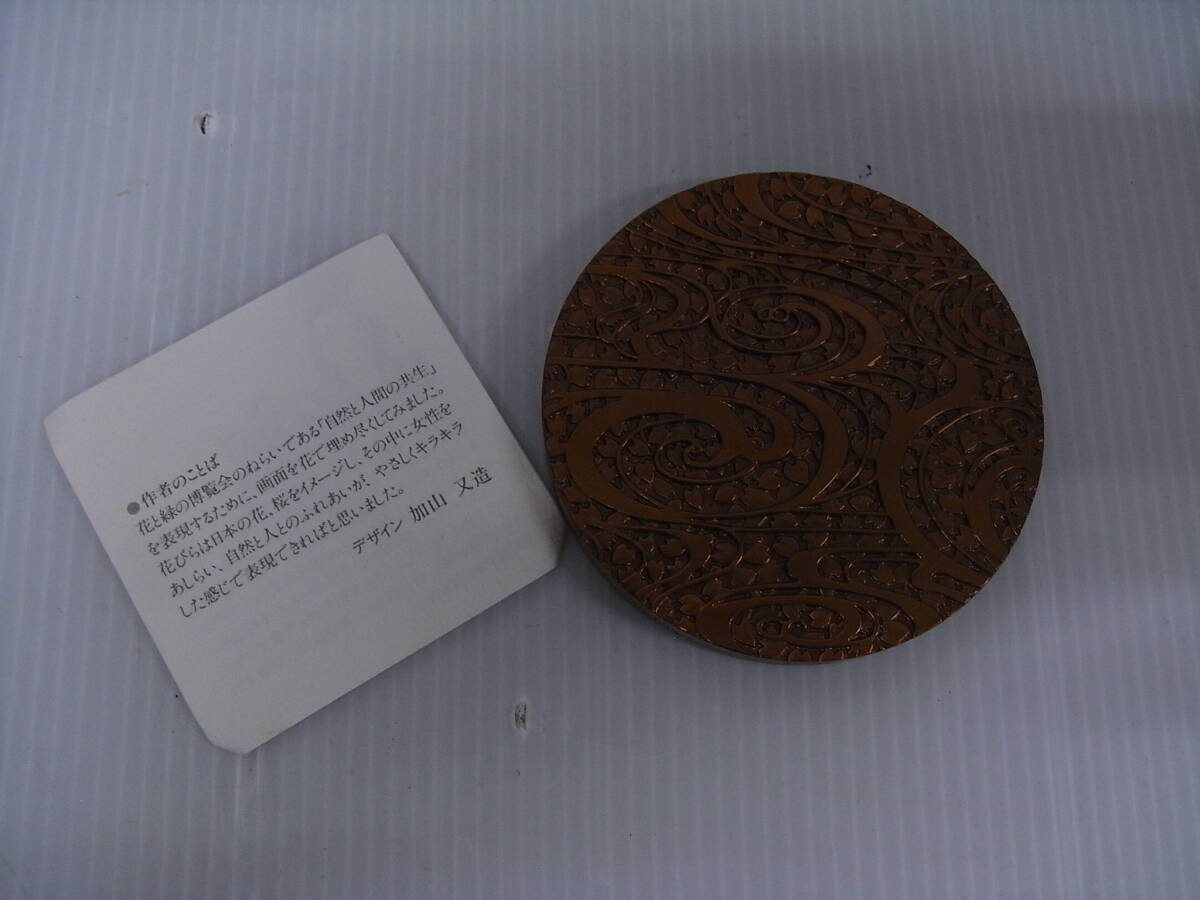 ●作者のことば
花と緑の博覧会のねらいである「自然と人間の共生」
を表現するために、画面を花で埋め尽くしてみました。
花びらは日本の花、桜をイメージし、その中に女性を
あしらい、自然と人とのふれあいが、やさしくキラキラ
した感じで表現できればと思いました。
デザイン 加山 又造